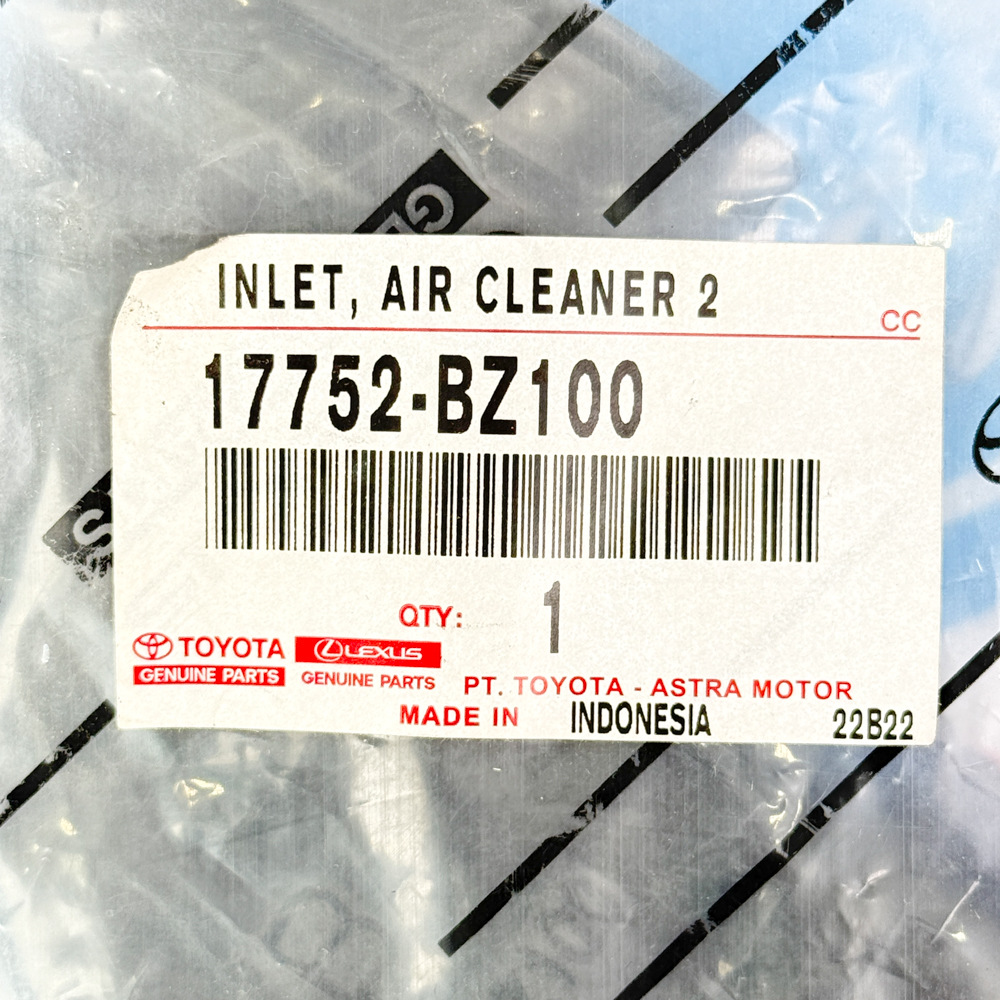 INLET, AIR CLEANER 2
CC
17752-BZ100
QTY: 1
TOYOTA LEXUS
GENUINE PARTS GENUINE PARTS
PT. TOYOTA - ASTRA MOTOR
MADE IN INDONESIA 22B22